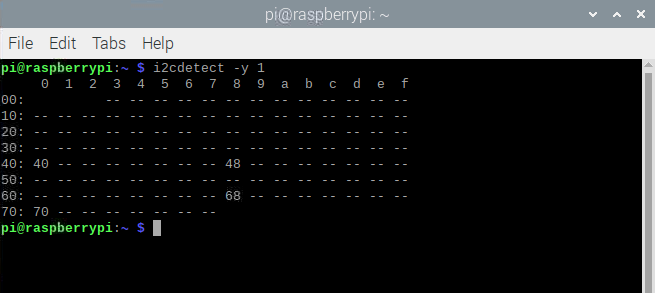 pi@raspberrypi: ~
File Edit Tabs Help
pi@raspberrypi:~ $ i2cdetect -y 1
     0  1  2  3  4  5  6  7  8  9  a  b  c  d  e  f
00:          -- -- -- -- -- -- -- -- -- -- -- -- --
10: -- -- -- -- -- -- -- -- -- -- -- -- -- -- -- --
20: -- -- -- -- -- -- -- -- -- -- -- -- -- -- -- --
30: -- -- -- -- -- -- -- -- -- -- -- -- -- -- -- --
40: 40 -- -- -- -- -- -- -- 48 -- -- -- -- -- -- --
50: -- -- -- -- -- -- -- -- -- -- -- -- -- -- -- --
60: -- -- -- -- -- -- -- -- 68 -- -- -- -- -- -- --
70: 70 -- -- -- -- -- -- --
pi@raspberrypi:~ $